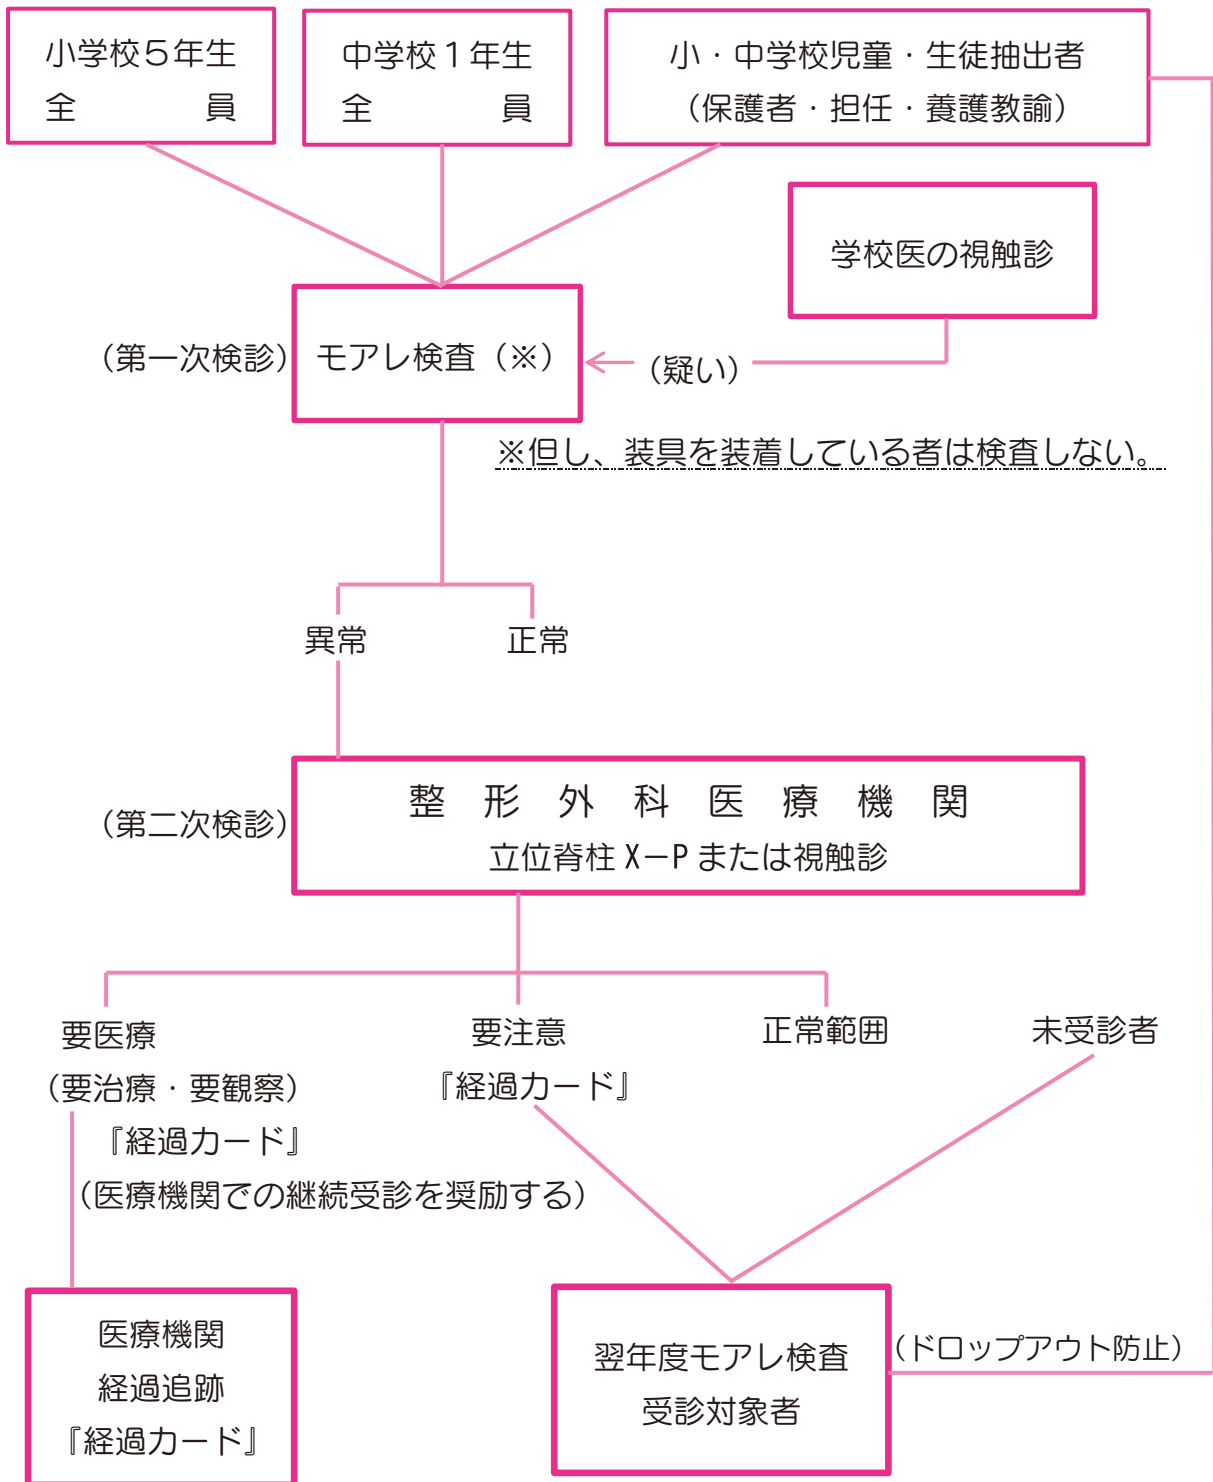 小学校５年生
全　　　員
中学校１年生
全　　　員
小・中学校児童・生徒抽出者
（保護者・担任・養護教諭）
学校医の視触診
（第一次検診）
モアレ検査（※）
（疑い）
※但し、装具を装着している者は検査しない。
異常
正常
（第二次検診）
整形外科医療機関
立位脊柱X－Pまたは視触診
要医療
（要治療・要観察）
『経過カード』
（医療機関での継続受診を奨励する）
要注意
『経過カード』
正常範囲
未受診者
医療機関
経過追跡
『経過カード』
翌年度モアレ検査
受診対象者
（ドロップアウト防止）